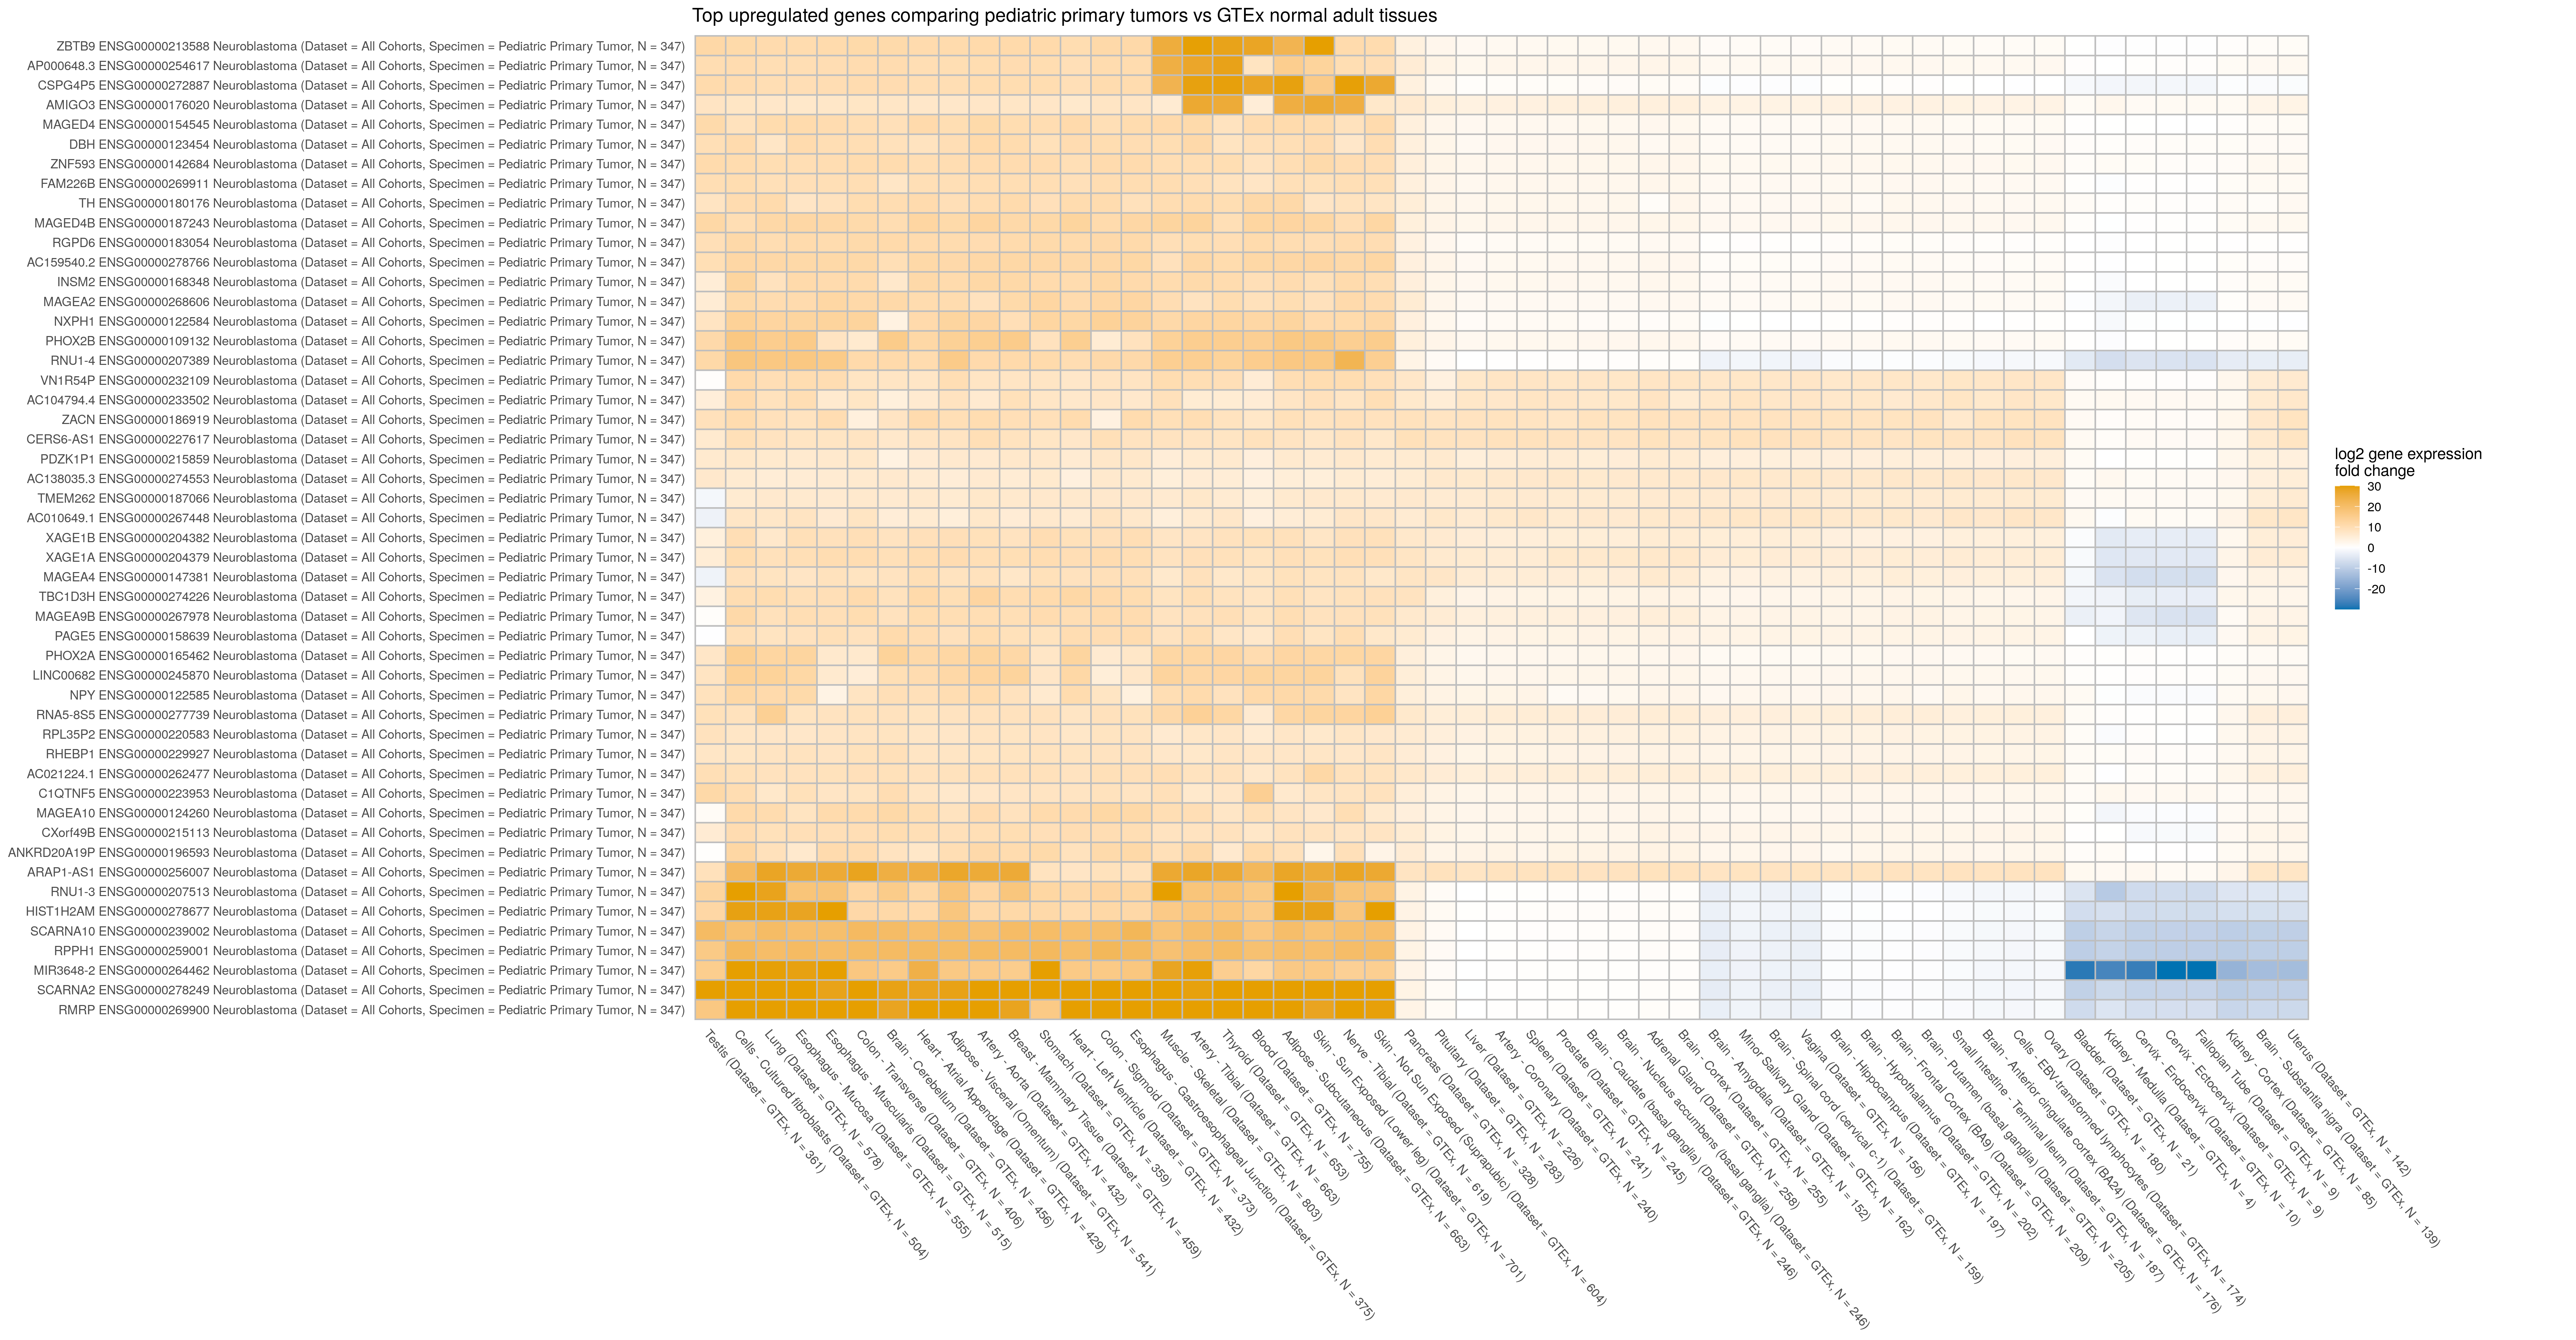 Top upregulated genes comparing pediatric primary tumors vs GTEx normal adult tissues
ZBTB9 ENSG00000213588 Neuroblastoma (Dataset = All Cohorts, Specimen = Pediatric Primary Tumor, N = 347)
AP000648.3 ENSG00000254617 Neuroblastoma (Dataset = All Cohorts, Specimen = Pediatric Primary Tumor, N = 347)
CSPG4P5 ENSG00000272887 Neuroblastoma (Dataset = All Cohorts, Specimen = Pediatric Primary Tumor, N = 347)
AMIGO3 ENSG00000176020 Neuroblastoma (Dataset = All Cohorts, Specimen = Pediatric Primary Tumor, N = 347)
MAGED4 ENSG00000154545 Neuroblastoma (Dataset = All Cohorts, Specimen = Pediatric Primary Tumor, N = 347)
DBH ENSG00000123454 Neuroblastoma (Dataset = All Cohorts, Specimen = Pediatric Primary Tumor, N = 347)
ZNF593 ENSG00000142684 Neuroblastoma (Dataset = All Cohorts, Specimen = Pediatric Primary Tumor, N = 347)
FAM226B ENSG00000269911 Neuroblastoma (Dataset = All Cohorts, Specimen = Pediatric Primary Tumor, N = 347)
TH ENSG00000180176 Neuroblastoma (Dataset = All Cohorts, Specimen = Pediatric Primary Tumor, N = 347)
MAGED4B ENSG00000187243 Neuroblastoma (Dataset = All Cohorts, Specimen = Pediatric Primary Tumor, N = 347)
RGPD6 ENSG00000183054 Neuroblastoma (Dataset = All Cohorts, Specimen = Pediatric Primary Tumor, N = 347)
AC159540.2 ENSG00000278766 Neuroblastoma (Dataset = All Cohorts, Specimen = Pediatric Primary Tumor, N = 347)
INSM2 ENSG00000168348 Neuroblastoma (Dataset = All Cohorts, Specimen = Pediatric Primary Tumor, N = 347)
MAGEA2 ENSG00000268606 Neuroblastoma (Dataset = All Cohorts, Specimen = Pediatric Primary Tumor, N = 347)
NXPH1 ENSG00000122584 Neuroblastoma (Dataset = All Cohorts, Specimen = Pediatric Primary Tumor, N = 347)
PHOX2B ENSG00000109132 Neuroblastoma (Dataset = All Cohorts, Specimen = Pediatric Primary Tumor, N = 347)
RNU1-4 ENSG00000207389 Neuroblastoma (Dataset = All Cohorts, Specimen = Pediatric Primary Tumor, N = 347)
VN1R54P ENSG00000232109 Neuroblastoma (Dataset = All Cohorts, Specimen = Pediatric Primary Tumor, N = 347)
AC104794.4 ENSG00000233502 Neuroblastoma (Dataset = All Cohorts, Specimen = Pediatric Primary Tumor, N = 347)
ZACN ENSG00000186919 Neuroblastoma (Dataset = All Cohorts, Specimen = Pediatric Primary Tumor, N = 347)
CERS6-AS1 ENSG00000227617 Neuroblastoma (Dataset = All Cohorts, Specimen = Pediatric Primary Tumor, N = 347)
PDZK1P1 ENSG00000215859 Neuroblastoma (Dataset = All Cohorts, Specimen = Pediatric Primary Tumor, N = 347)
AC138035.3 ENSG00000274553 Neuroblastoma (Dataset = All Cohorts, Specimen = Pediatric Primary Tumor, N = 347)
TMEM262 ENSG00000187066 Neuroblastoma (Dataset = All Cohorts, Specimen = Pediatric Primary Tumor, N = 347)
AC010649.1 ENSG00000267448 Neuroblastoma (Dataset = All Cohorts, Specimen = Pediatric Primary Tumor, N = 347)
XAGE1B ENSG00000204382 Neuroblastoma (Dataset = All Cohorts, Specimen = Pediatric Primary Tumor, N = 347)
XAGE1A ENSG00000204379 Neuroblastoma (Dataset = All Cohorts, Specimen = Pediatric Primary Tumor, N = 347)
MAGEA4 ENSG00000147381 Neuroblastoma (Dataset = All Cohorts, Specimen = Pediatric Primary Tumor, N = 347)
TBC1D3H ENSG00000274226 Neuroblastoma (Dataset = All Cohorts, Specimen = Pediatric Primary Tumor, N = 347)
MAGEA9B ENSG00000267978 Neuroblastoma (Dataset = All Cohorts, Specimen = Pediatric Primary Tumor, N = 347)
PAGE5 ENSG00000158639 Neuroblastoma (Dataset = All Cohorts, Specimen = Pediatric Primary Tumor, N = 347)
PHOX2A ENSG00000165462 Neuroblastoma (Dataset = All Cohorts, Specimen = Pediatric Primary Tumor, N = 347)
LINC00682 ENSG00000245870 Neuroblastoma (Dataset = All Cohorts, Specimen = Pediatric Primary Tumor, N = 347)
NPY ENSG00000122585 Neuroblastoma (Dataset = All Cohorts, Specimen = Pediatric Primary Tumor, N = 347)
RNA5-8S5 ENSG00000277739 Neuroblastoma (Dataset = All Cohorts, Specimen = Pediatric Primary Tumor, N = 347)
RPL35P2 ENSG00000220583 Neuroblastoma (Dataset = All Cohorts, Specimen = Pediatric Primary Tumor, N = 347)
RHEBP1 ENSG00000229927 Neuroblastoma (Dataset = All Cohorts, Specimen = Pediatric Primary Tumor, N = 347)
AC021224.1 ENSG00000262477 Neuroblastoma (Dataset = All Cohorts, Specimen = Pediatric Primary Tumor, N = 347)
C1QTNF5 ENSG00000223953 Neuroblastoma (Dataset = All Cohorts, Specimen = Pediatric Primary Tumor, N = 347)
MAGEA10 ENSG00000124260 Neuroblastoma (Dataset = All Cohorts, Specimen = Pediatric Primary Tumor, N = 347)
CXorf49B ENSG00000215113 Neuroblastoma (Dataset = All Cohorts, Specimen = Pediatric Primary Tumor, N = 347)
ANKRD20A19P ENSG00000196593 Neuroblastoma (Dataset = All Cohorts, Specimen = Pediatric Primary Tumor, N = 347)
ARAP1-AS1 ENSG00000256007 Neuroblastoma (Dataset = All Cohorts, Specimen = Pediatric Primary Tumor, N = 347)
RNU1-3 ENSG00000207513 Neuroblastoma (Dataset = All Cohorts, Specimen = Pediatric Primary Tumor, N = 347)
HIST1H2AM ENSG00000278677 Neuroblastoma (Dataset = All Cohorts, Specimen = Pediatric Primary Tumor, N = 347)
SCARNA10 ENSG00000239002 Neuroblastoma (Dataset = All Cohorts, Specimen = Pediatric Primary Tumor, N = 347)
RPPH1 ENSG00000259001 Neuroblastoma (Dataset = All Cohorts, Specimen = Pediatric Primary Tumor, N = 347)
MIR3648-2 ENSG00000264462 Neuroblastoma (Dataset = All Cohorts, Specimen = Pediatric Primary Tumor, N = 347)
SCARNA2 ENSG00000278249 Neuroblastoma (Dataset = All Cohorts, Specimen = Pediatric Primary Tumor, N = 347)
RMRP ENSG00000269900 Neuroblastoma (Dataset = All Cohorts, Specimen = Pediatric Primary Tumor, N = 347)
log2 gene expression
fold change
30
20
10
0
-10
-20
Testis (Dataset = GTEx, N = 361)
Cells - Cultured fibroblasts (Dataset = GTEx, N = 504)
Lung (Dataset = GTEx, N = 578)
Esophagus - Mucosa (Dataset = GTEx, N = 555)
Esophagus - Muscularis (Dataset = GTEx, N = 515)
Colon - Transverse (Dataset = GTEx, N = 406)
Brain - Cerebellum (Dataset = GTEx, N = 456)
Heart - Atrial Appendage (Dataset = GTEx, N = 429)
Adipose - Visceral (Omentum) (Dataset = GTEx, N = 541)
Artery - Aorta (Dataset = GTEx, N = 432)
Breast - Mammary Tissue (Dataset = GTEx, N = 459)
Stomach (Dataset = GTEx, N = 359)
Heart - Left Ventricle (Dataset = GTEx, N = 432)
Colon - Sigmoid (Dataset = GTEx, N = 373)
Esophagus - Gastroesophageal Junction (Dataset = GTEx, N = 375)
Muscle - Skeletal (Dataset = GTEx, N = 803)
Artery - Tibial (Dataset = GTEx, N = 663)
Thyroid (Dataset = GTEx, N = 653)
Blood (Dataset = GTEx, N = 755)
Adipose - Subcutaneous (Dataset = GTEx, N = 663)
Skin - Sun Exposed (Lower leg) (Dataset = GTEx, N = 701)
Nerve - Tibial (Dataset = GTEx, N = 619)
Skin - Not Sun Exposed (Suprapubic) (Dataset = GTEx, N = 604)
Pancreas (Dataset = GTEx, N = 328)
Pituitary (Dataset = GTEx, N = 283)
Liver (Dataset = GTEx, N = 226)
Artery - Coronary (Dataset = GTEx, N = 240)
Spleen (Dataset = GTEx, N = 241)
Prostate (Dataset = GTEx, N = 245)
Brain - Caudate (basal ganglia) (Dataset = GTEx, N = 246)
Brain - Nucleus accumbens (basal ganglia) (Dataset = GTEx, N = 246)
Adrenal Gland (Dataset = GTEx, N = 258)
Brain - Cortex (Dataset = GTEx, N = 255)
Brain - Amygdala (Dataset = GTEx, N = 152)
Minor Salivary Gland (Dataset = GTEx, N = 162)
Brain - Spinal cord (cervical c-1) (Dataset = GTEx, N = 159)
Vagina (Dataset = GTEx, N = 156)
Brain - Hippocampus (Dataset = GTEx, N = 197)
Brain - Hypothalamus (Dataset = GTEx, N = 202)
Brain - Frontal Cortex (BA9) (Dataset = GTEx, N = 209)
Brain - Putamen (basal ganglia) (Dataset = GTEx, N = 205)
Small Intestine - Terminal Ileum (Dataset = GTEx, N = 187)
Brain - Anterior cingulate cortex (BA24) (Dataset = GTEx, N = 176)
Cells - EBV-transformed lymphocytes (Dataset = GTEx, N = 174)
Ovary (Dataset = GTEx, N = 180)
Bladder (Dataset = GTEx, N = 21)
Kidney - Medulla (Dataset = GTEx, N = 4)
Cervix - Endocervix (Dataset = GTEx, N = 10)
Cervix - Ectocervix (Dataset = GTEx, N = 9)
Fallopian Tube (Dataset = GTEx, N = 9)
Kidney - Cortex (Dataset = GTEx, N = 85)
Brain - Substantia nigra (Dataset = GTEx, N = 139)
Uterus (Dataset = GTEx, N = 142)